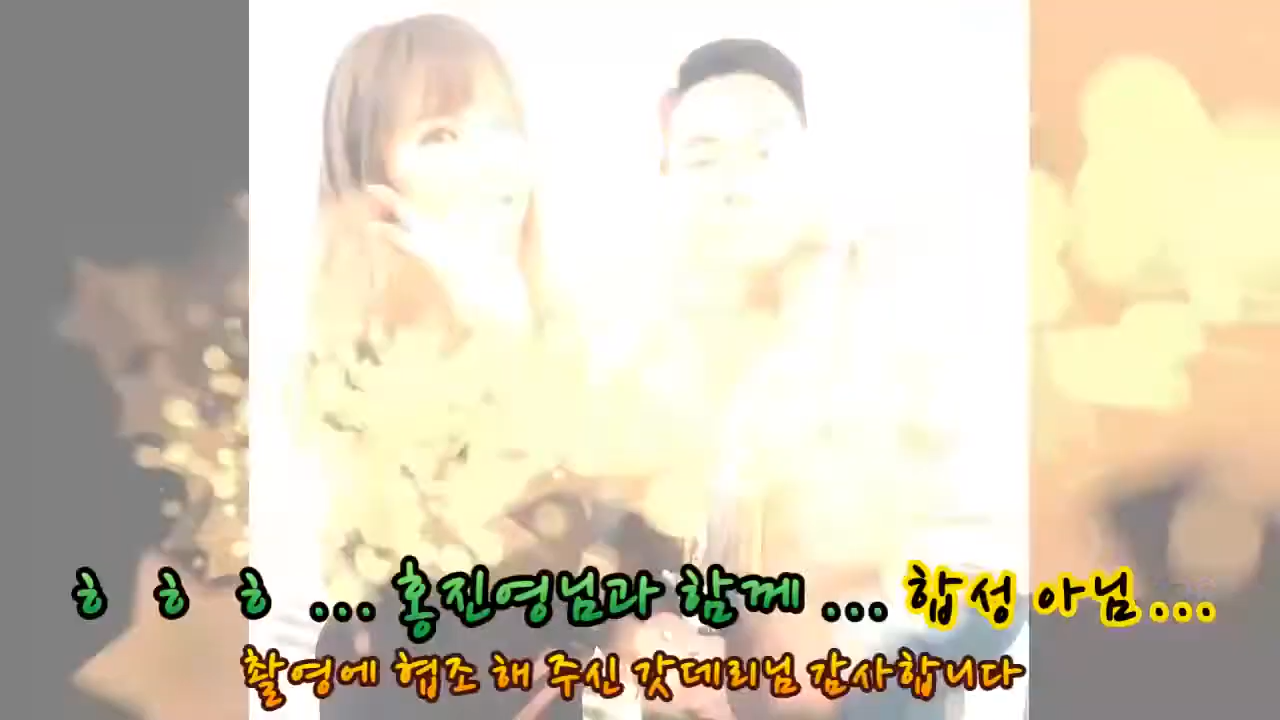 ㅎ ㅎ ㅎ ... 홍진영님과 함께 ... 합성 아님...
촬영에 협조 해 주신 갓데리님 감사합니다